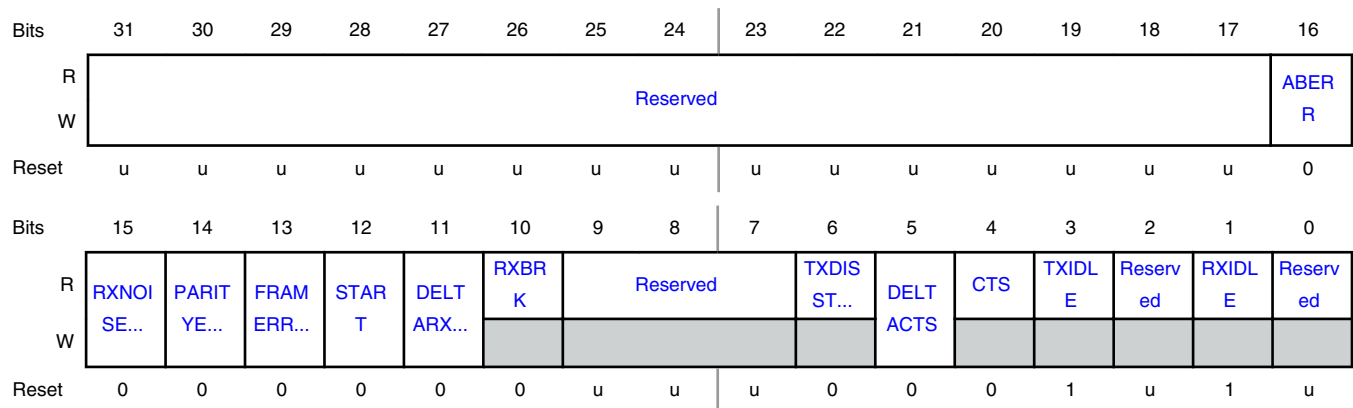 Bits 31 30 29 28 27 26 25 24 23 22 21 20 19 18 17 16
R
Reserved
ABER
R
W
Reset u u u u u u u u u u u u u u u 0
Bits 15 14 13 12 11 10 9 8 7 6 5 4 3 2 1 0
R
RXNOI
SE...
PARIT
YE...
FRAM
ERR...
STAR
T
DELT
ARX...
RXBR
K
Reserved
TXDIS
ST...
DELT
ACTS
CTS
TXIDL
E
Reserv
ed
RXIDL
E
Reserv
ed
W
Reset 0 0 0 0 0 0 u u u 0 0 0 1 u 1 u